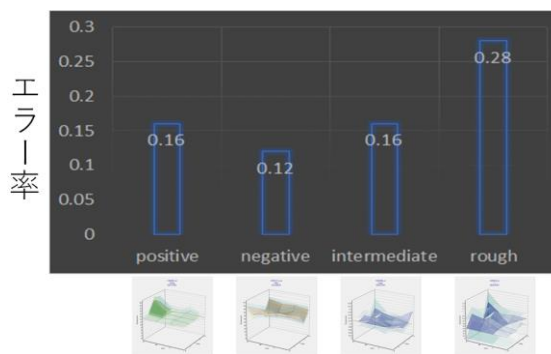 0.3
0.25
0.2
0.15
0.1
0.05
0
エラー率
0.16
0.12
0.16
0.28
positive
negative
intermediate
rough